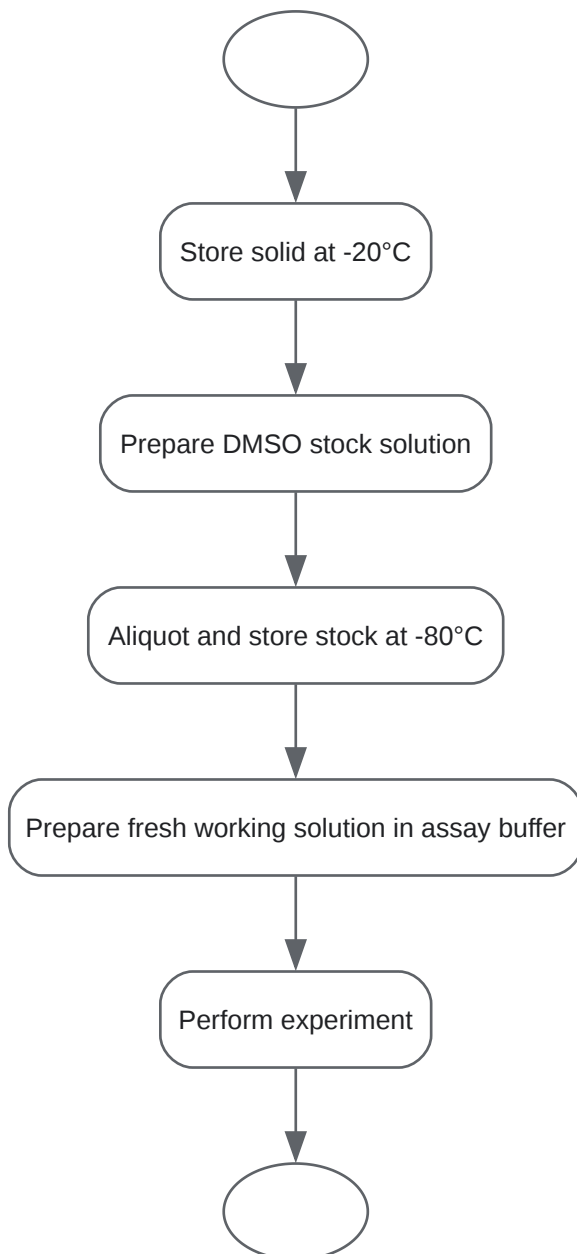 Store solid at -20°C
Prepare DMSO stock solution
Aliquot and store stock at -80°C
Prepare fresh working solution in assay buffer
Perform experiment